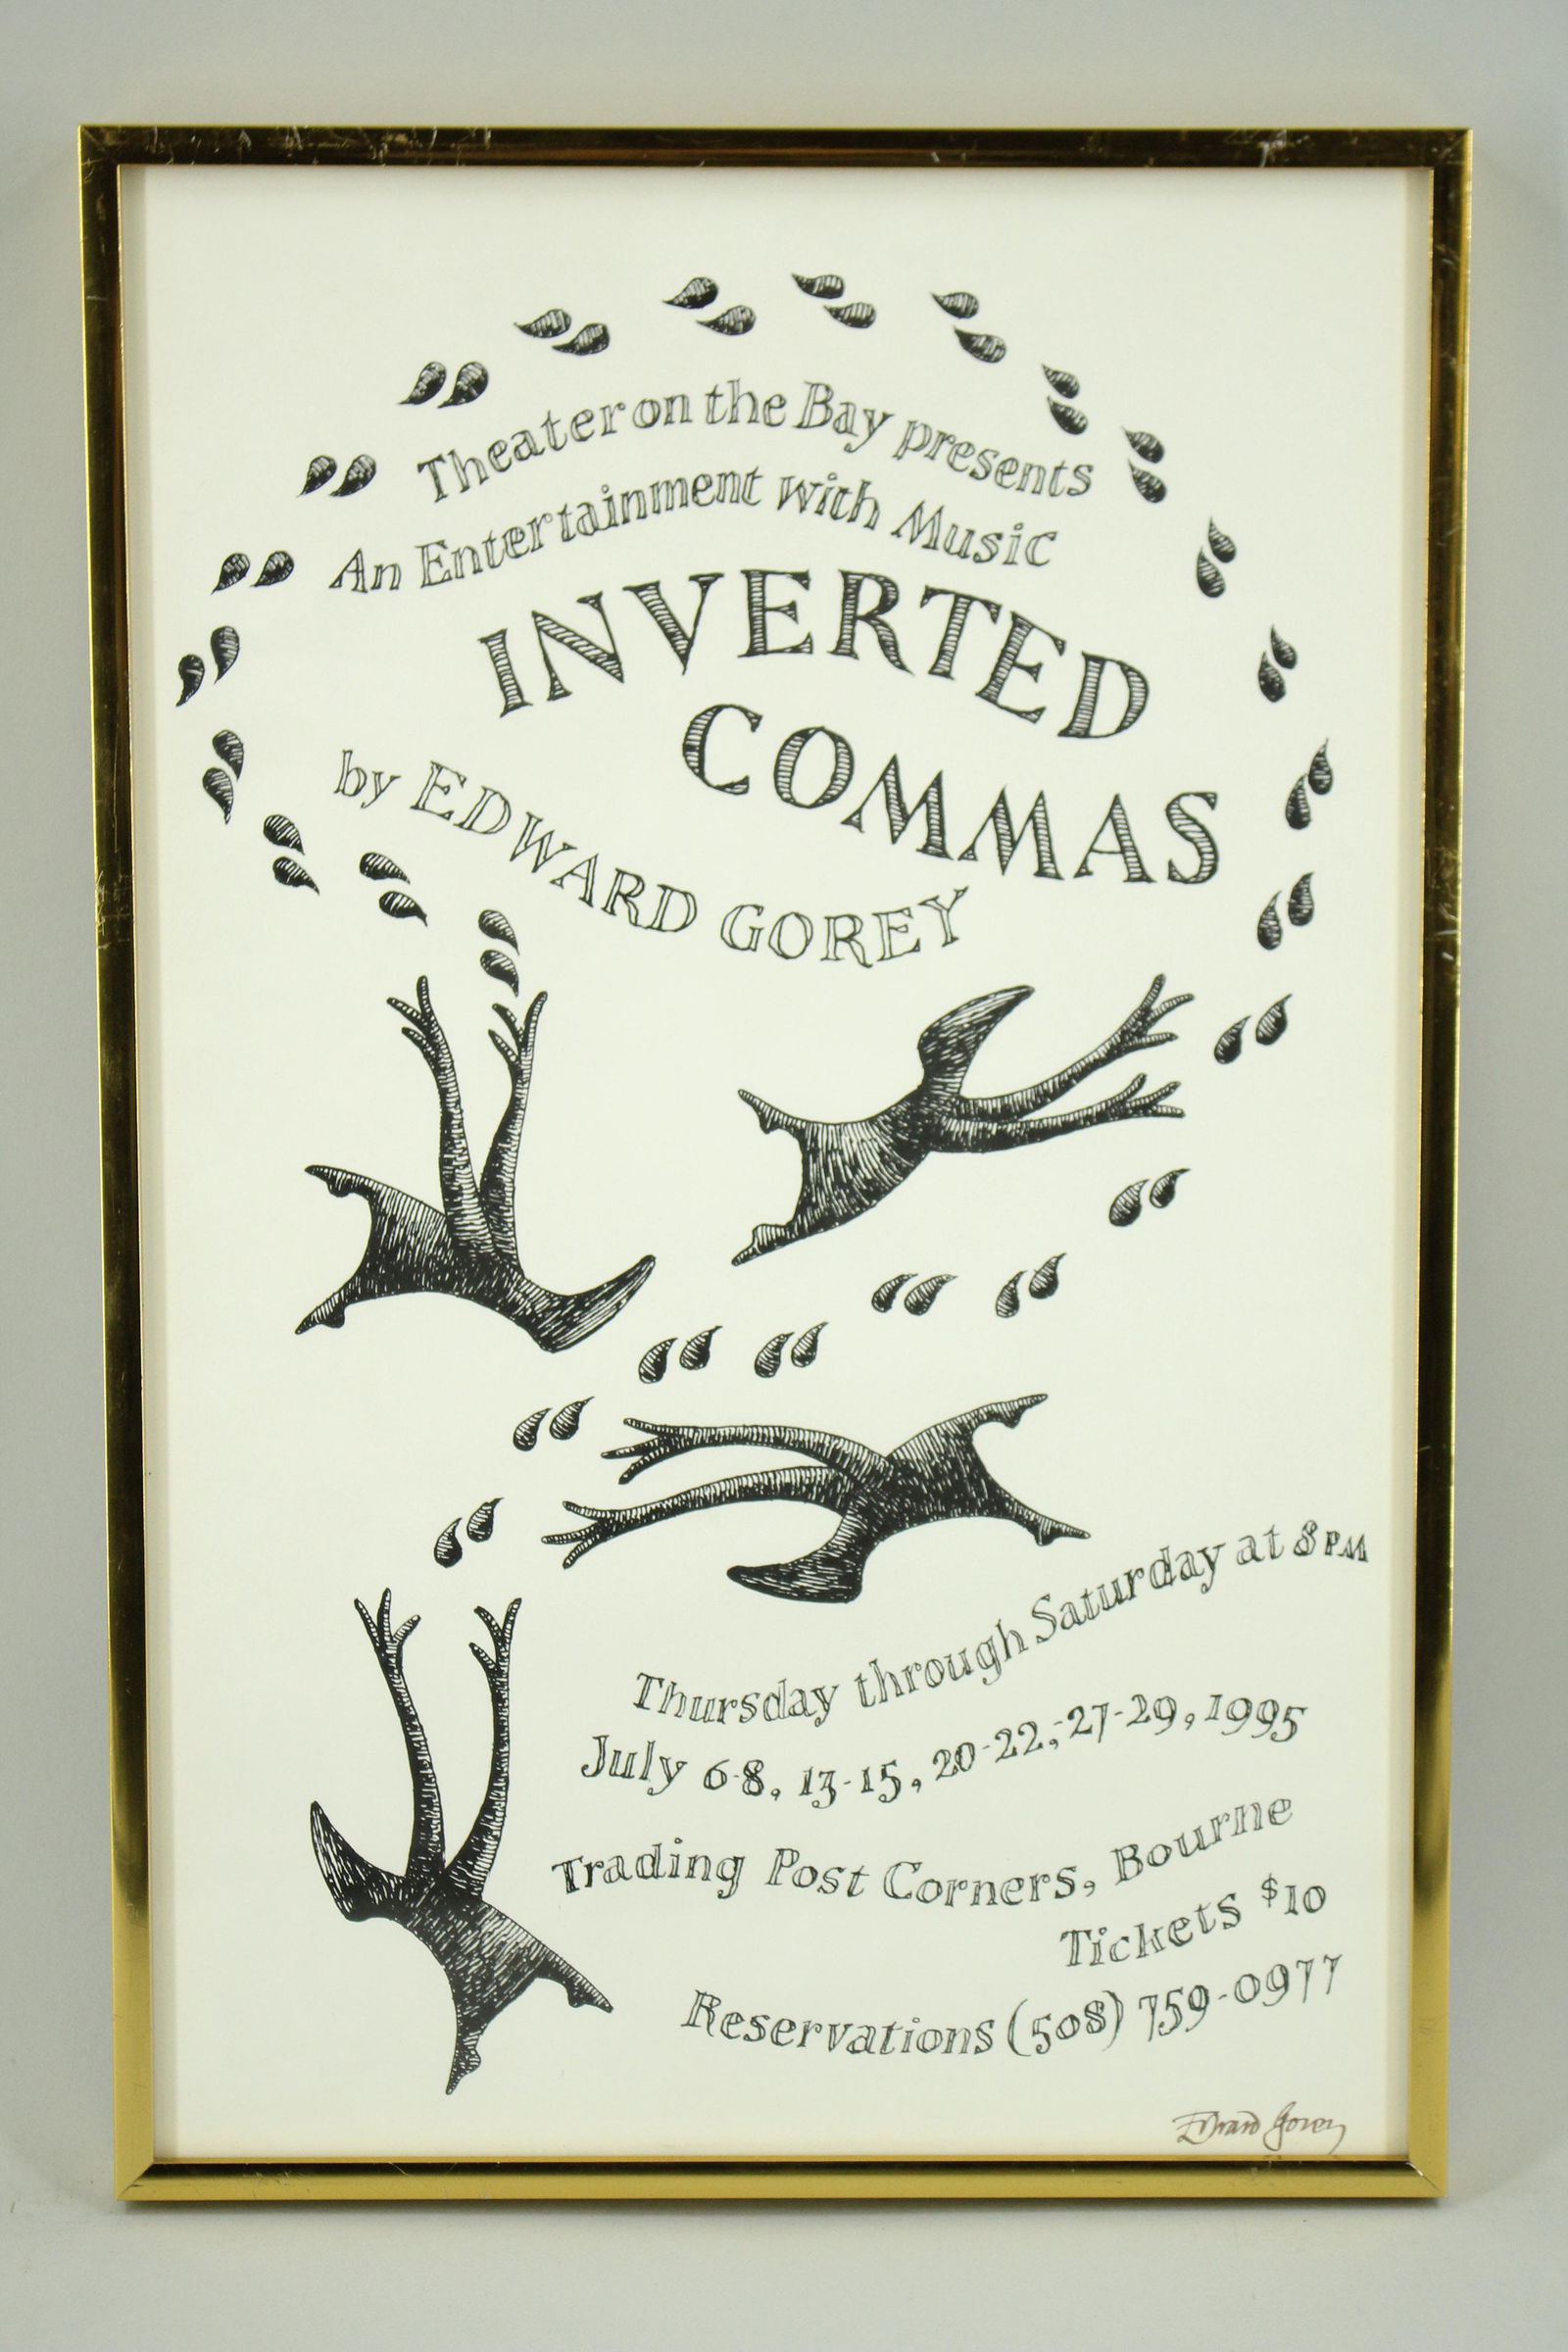 Theater on the Bay presents
An Entertainment with Music
INVERTED
COMMAS
by EDWARD GOREY
Thursday through Saturday at 8 PM
July 6-8, 13-15, 20-22, 27-29, 1995
Trading Post Corners, Bourne
Tickets $10
Reservations (508) 759-0977
Edward Gorey